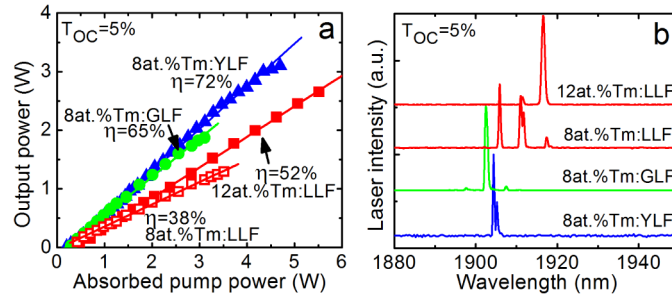 T_OC=5%
a
8at.%Tm:YLF
η=72%
8at.%Tm:GLF
η=65%
η=52%
12at.%Tm:LLF
η=38%
8at.%Tm:LLF
Output power (W)
4
3
2
1
0
0 1 2 3 4 5 6
Absorbed pump power (W)
T_OC=5%
b
12at.%Tm:LLF
8at.%Tm:LLF
8at.%Tm:GLF
8at.%Tm:YLF
Laser intensity (a.u.)
1880 1900 1920 1940
Wavelength (nm)